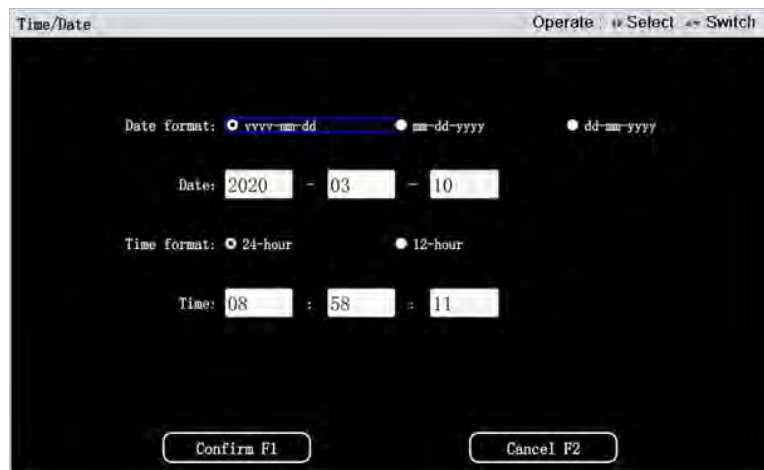 Time/Date Operate : Select Switch
Date format: yyyy-mm-dd mm-dd-yyyy dd-mm-yyyy
Date: 2020 - 03 - 10
Time format: 24-hour 12-hour
Time: 08 : 58 : 11
Confirm F1 Cancel F2